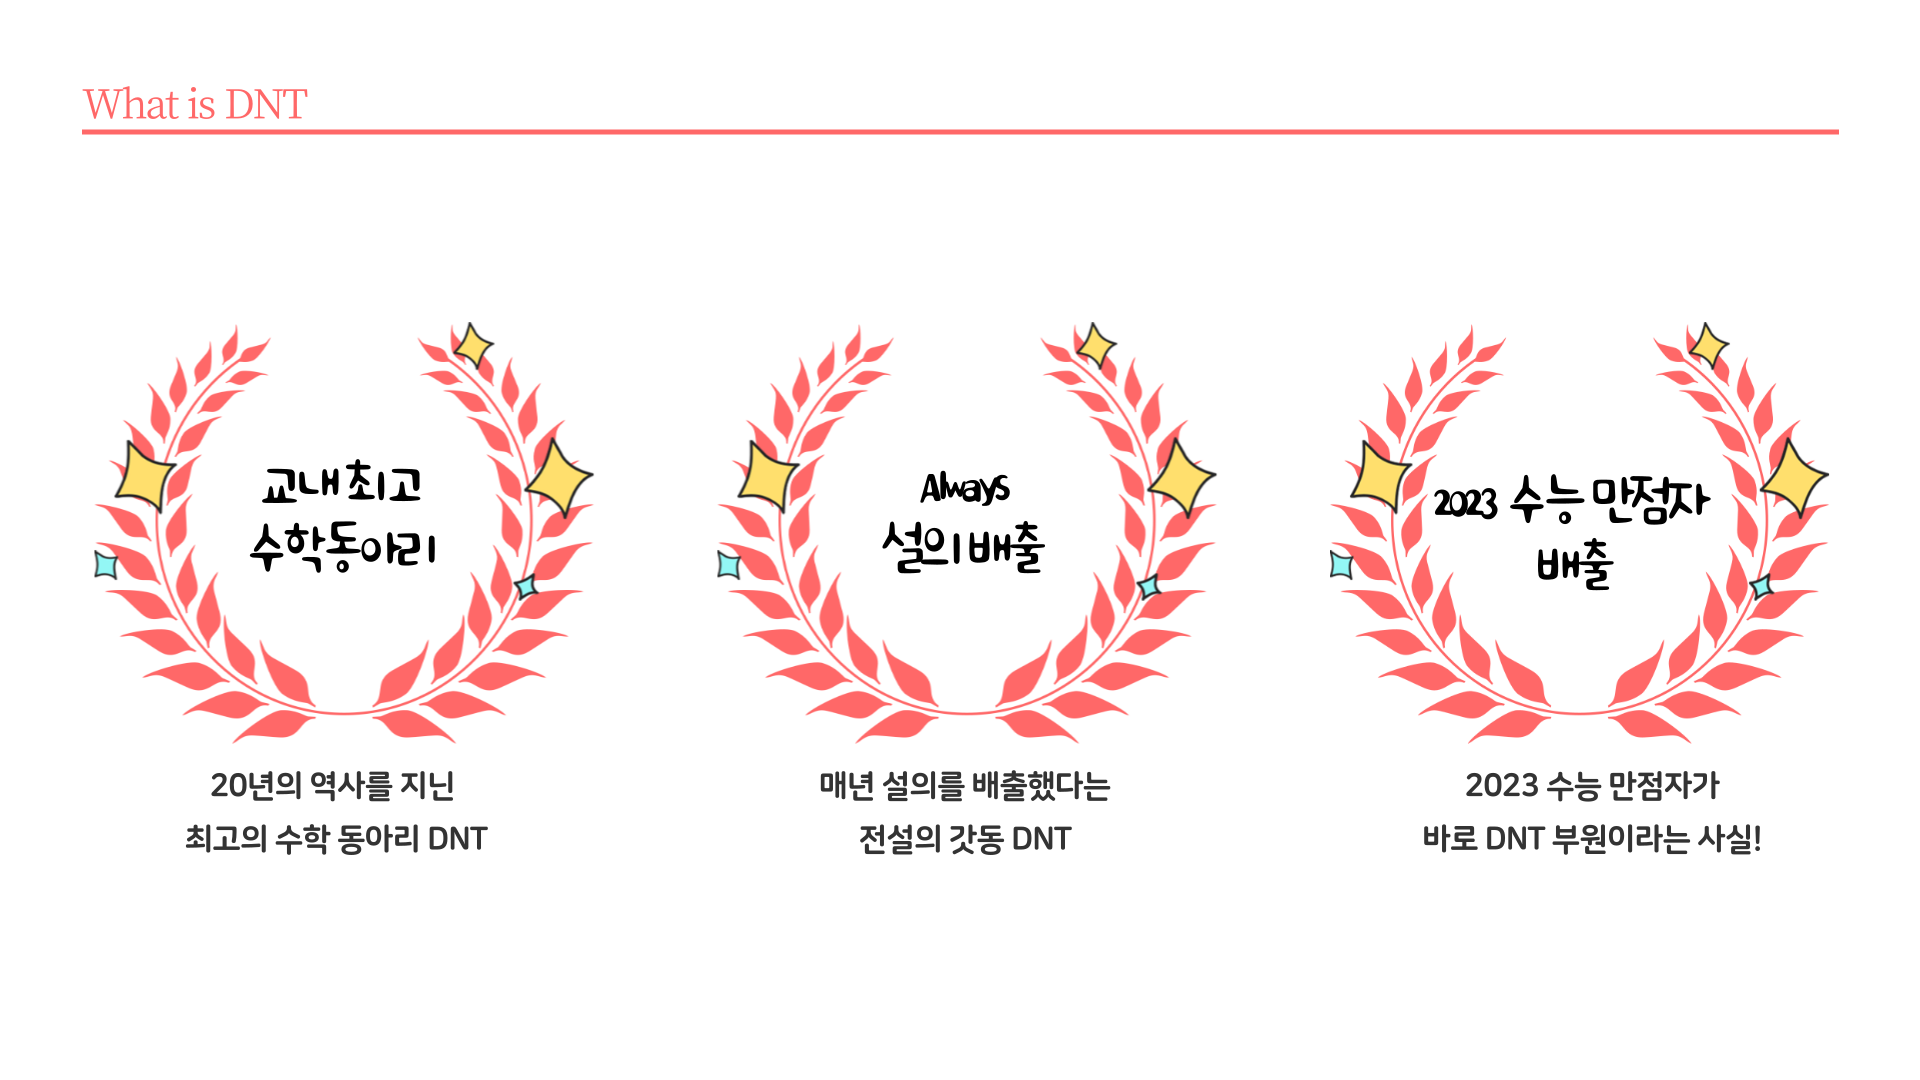 What is DNT
교내 최고
수학동아리
20년의 역사를 지닌
최고의 수학 동아리 DNT
Always
설의 배출
매년 설의를 배출했다는
전설의 갓동 DNT
2023 수능 만점자
배출
2023 수능 만점자가
바로 DNT 부원이라는 사실!